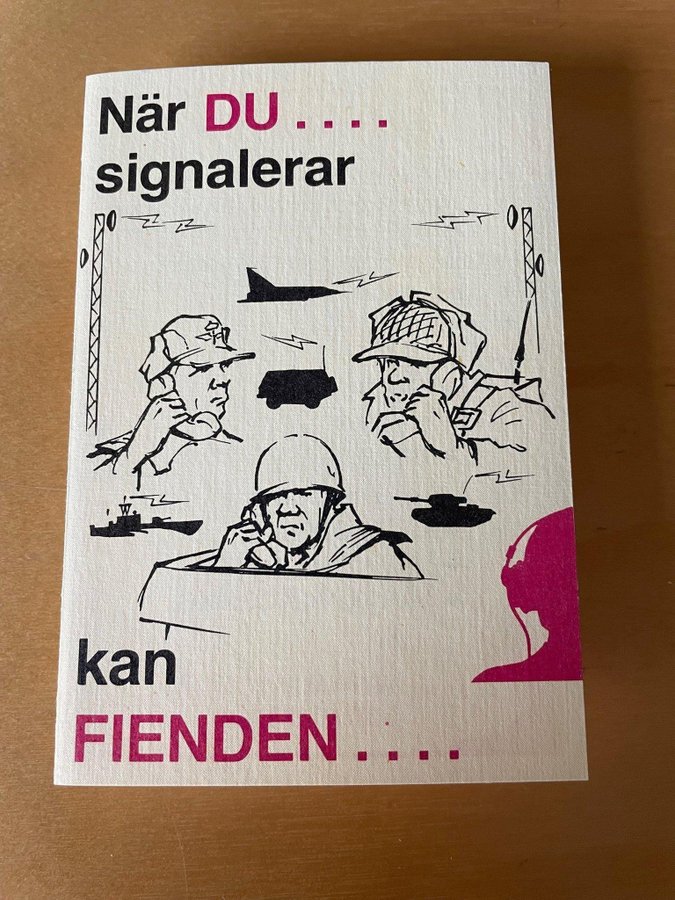 När DU ....
signalerar
kan
FIENDEN ....